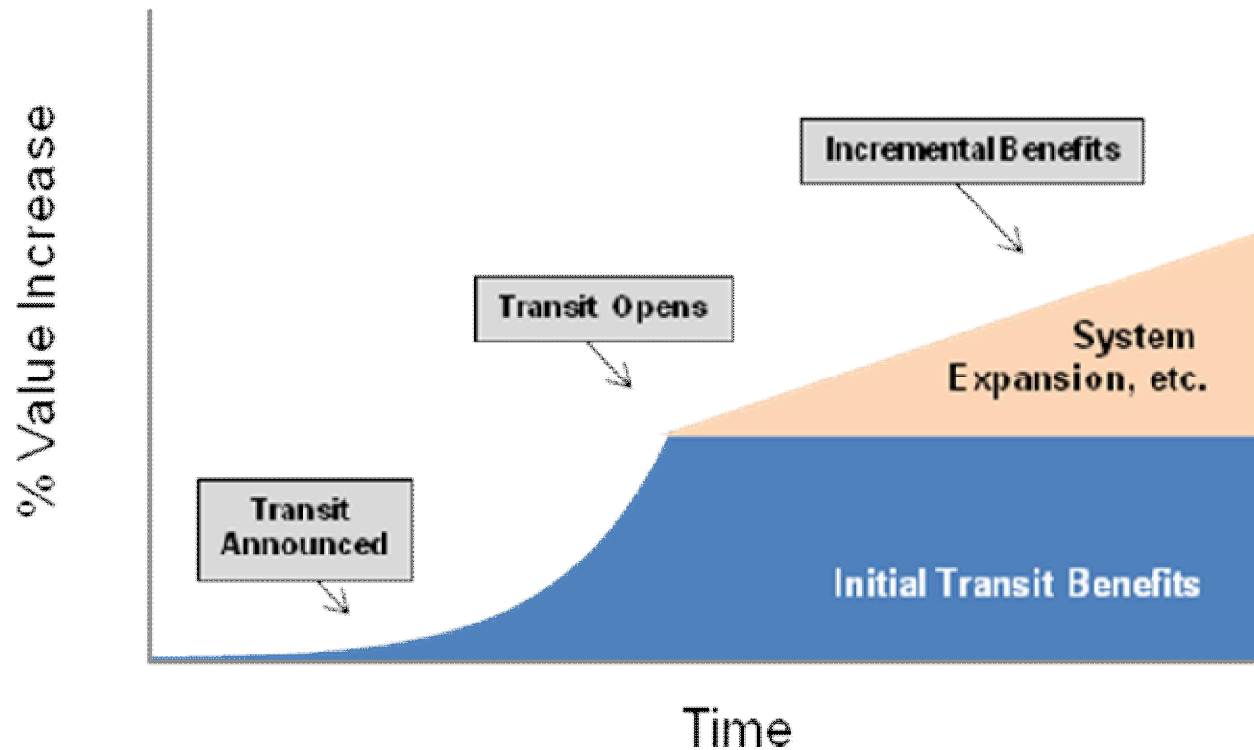 % Value Increase
Incremental Benefits
Transit Opens
System
Expansion, etc.
Transit
Announced
Initial Transit Benefits
Time